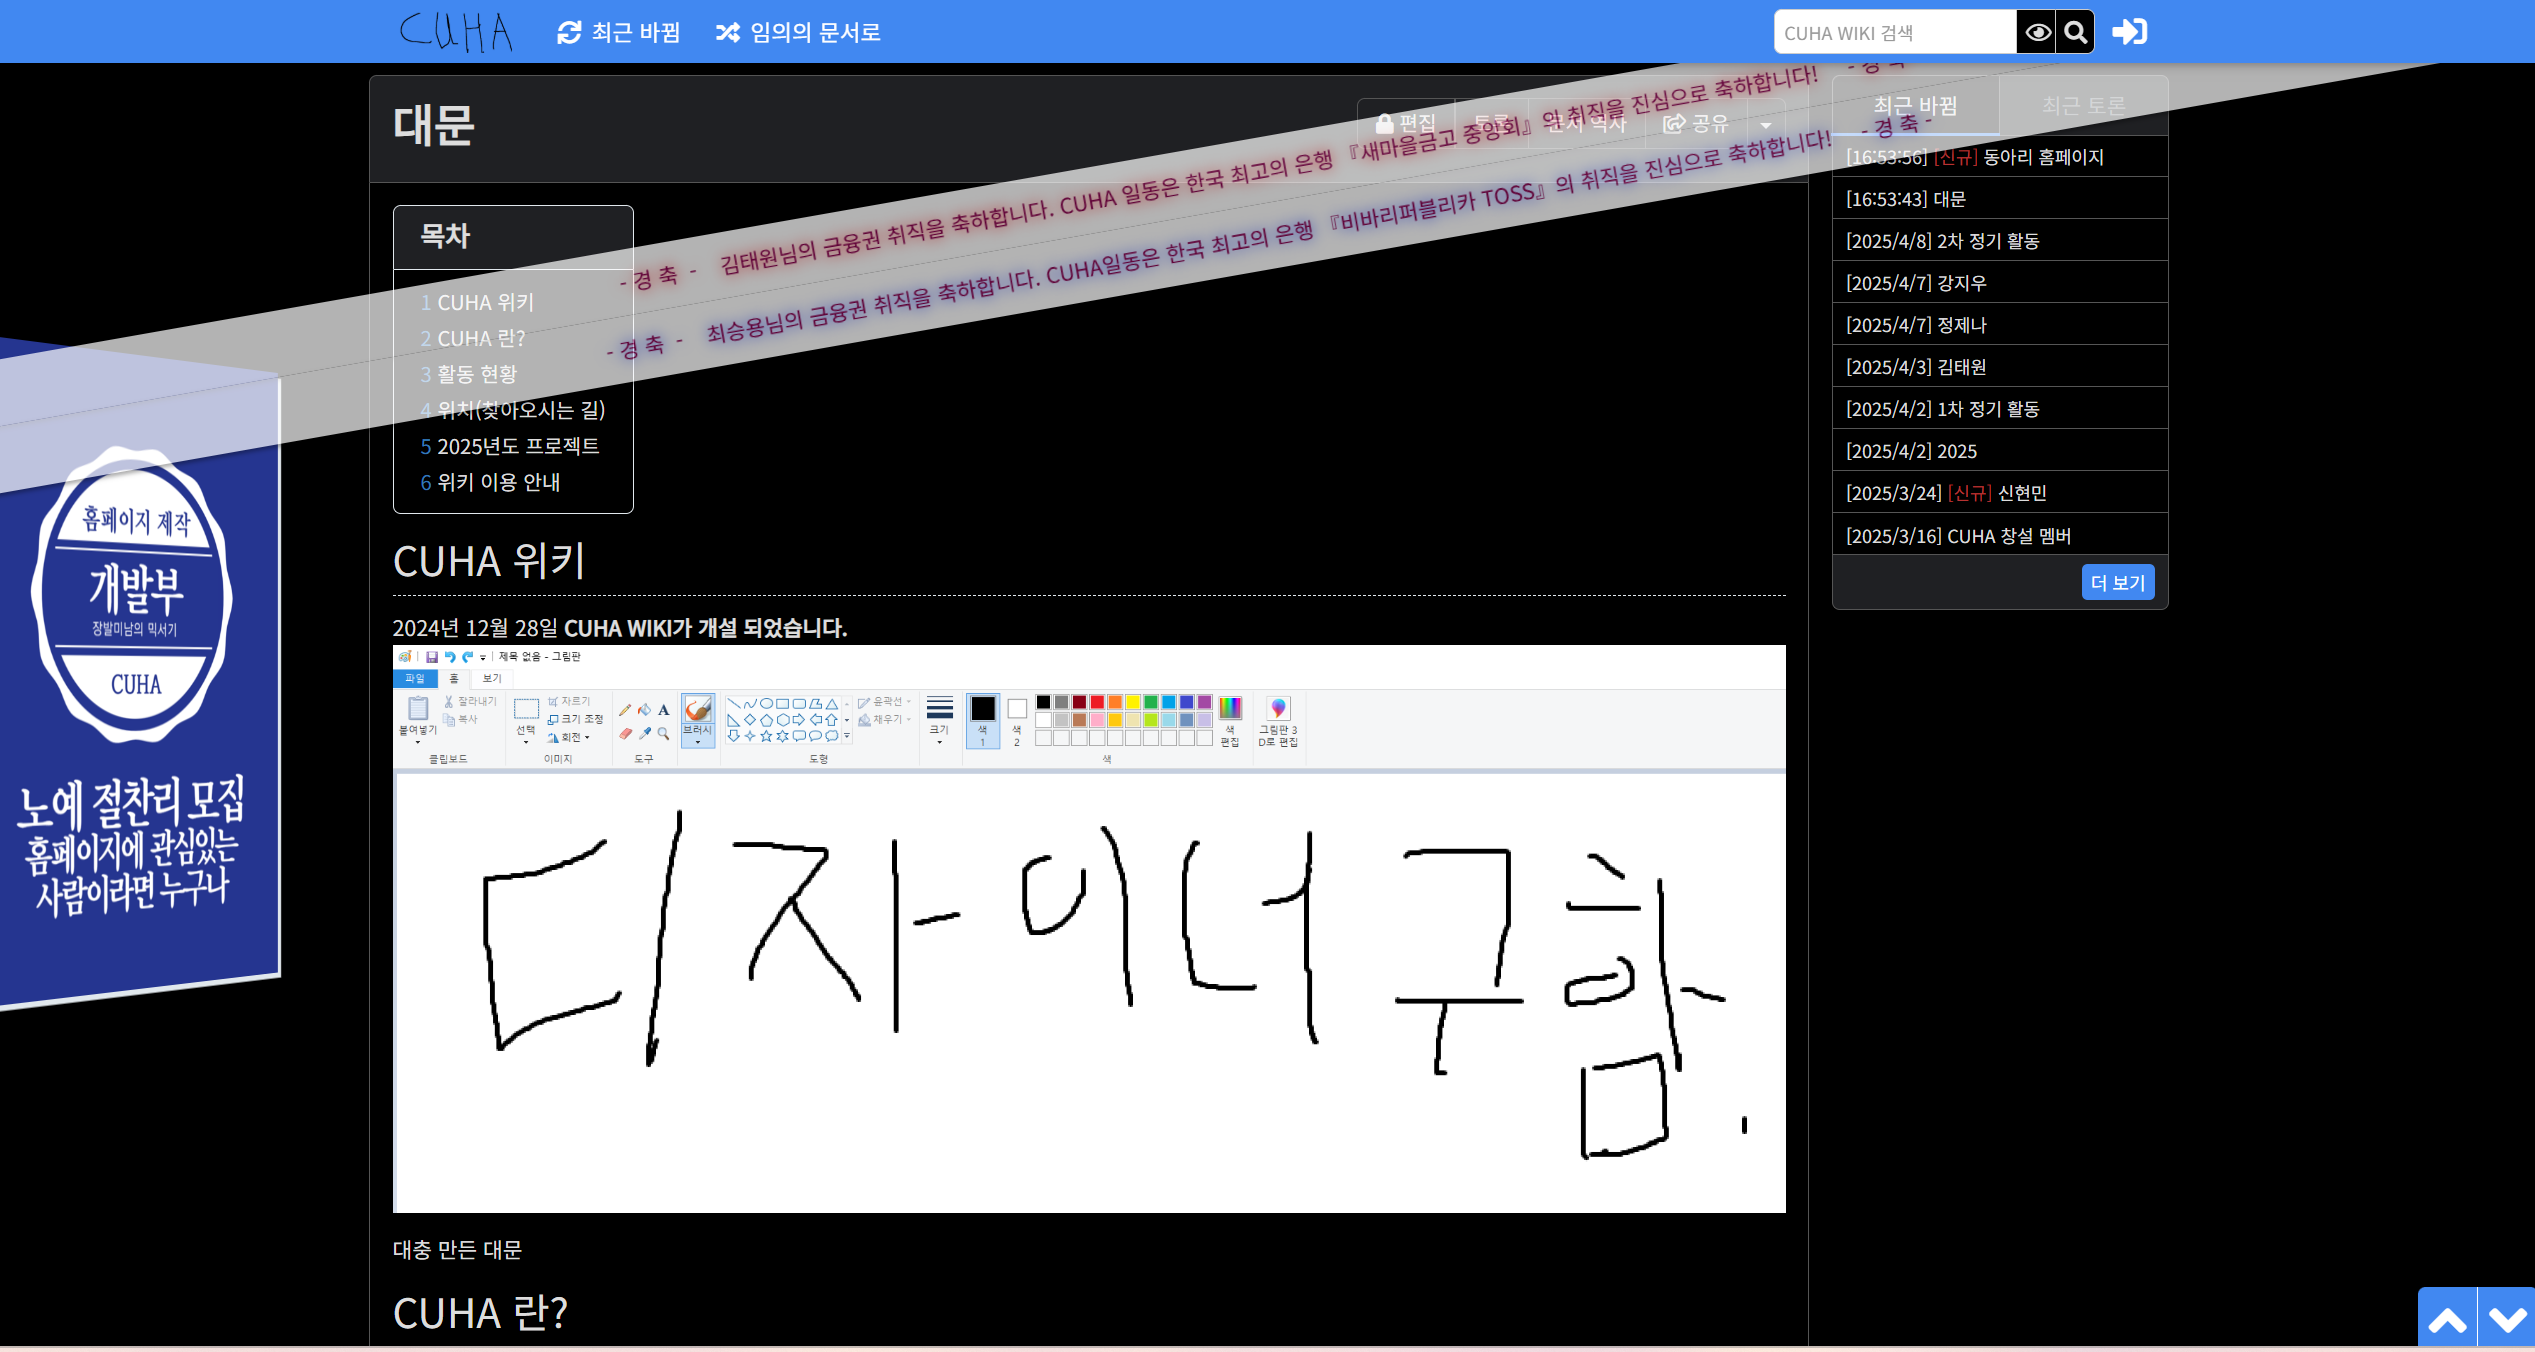 CUHA
최근 바뀜
임의의 문서로
CUHA WIKI 검색
대문
편집
토론
문서 역사
공유
- 경 축 - 김태원님의 금융권 취직을 축하합니다. CUHA 일동은 한국 최고의 은행 『새마을금고 중앙회』의 취직을 진심으로 축하합니다! - 경 축 -
- 경 축 - 최승용님의 금융권 취직을 축하합니다. CUHA일동은 한국 최고의 은행 『비바리퍼블리카 TOSS』의 취직을 진심으로 축하합니다! - 경 축 -
목차
1 CUHA 위키
2 CUHA 란?
3 활동 현황
4 위치(찾아오시는 길)
5 2025년도 프로젝트
6 위키 이용 안내
홈페이지 제작
개발부
장발미남의 믹서기
CUHA
노예 절찬리 모집
홈페이지에 관심있는
사람이라면 누구나
CUHA 위키
2024년 12월 28일 CUHA WIKI가 개설 되었습니다.
제목 없음 - 그림판
파일 홈 보기
붙여넣기
잘라내기
복사
클립보드
선택
자르기
크기 조정
회전
이미지
도구
브러시
도형
윤곽선
채우기
크기
색 1
색 2
색 편집
그림판 3D로 편집
색
디자이너 구함.
대충 만든 대문
CUHA 란?
최근 바뀜
최근 토론
[16:53:56] [신규] 동아리 홈페이지
[16:53:43] 대문
[2025/4/8] 2차 정기 활동
[2025/4/7] 강지우
[2025/4/7] 정제나
[2025/4/3] 김태원
[2025/4/2] 1차 정기 활동
[2025/4/2] 2025
[2025/3/24] [신규] 신현민
[2025/3/16] CUHA 창설 멤버
더 보기